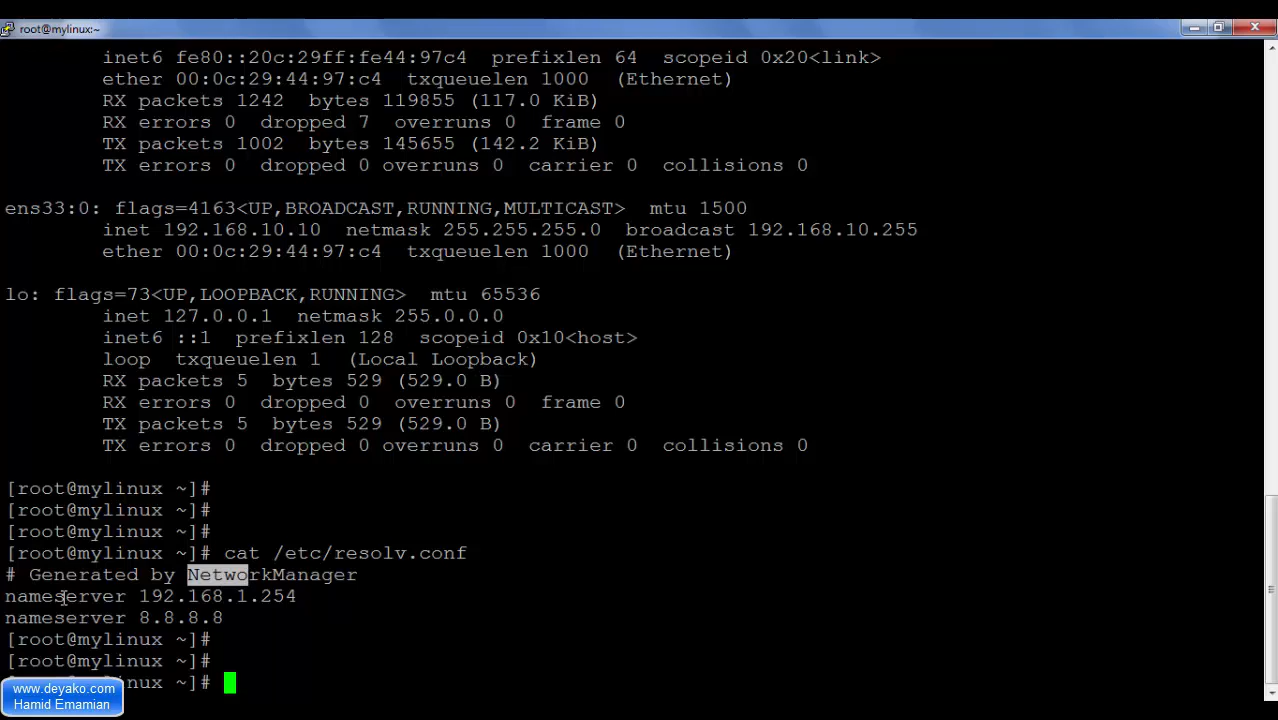 root@mylinux:~
inet6 fe80::20c:29ff:fe44:97c4 prefixlen 64 scopeid 0x20<link>
ether 00:0c:29:44:97:c4 txqueuelen 1000 (Ethernet)
RX packets 1242 bytes 119855 (117.0 KiB)
RX errors 0 dropped 7 overruns 0 frame 0
TX packets 1002 bytes 145655 (142.2 KiB)
TX errors 0 dropped 0 overruns 0 carrier 0 collisions 0
ens33:0: flags=4163<UP,BROADCAST,RUNNING,MULTICAST> mtu 1500
inet 192.168.10.10 netmask 255.255.255.0 broadcast 192.168.10.255
ether 00:0c:29:44:97:c4 txqueuelen 1000 (Ethernet)
lo: flags=73<UP,LOOPBACK,RUNNING> mtu 65536
inet 127.0.0.1 netmask 255.0.0.0
inet6 ::1 prefixlen 128 scopeid 0x10<host>
loop txqueuelen 1 (Local Loopback)
RX packets 5 bytes 529 (529.0 B)
RX errors 0 dropped 0 overruns 0 frame 0
TX packets 5 bytes 529 (529.0 B)
TX errors 0 dropped 0 overruns 0 carrier 0 collisions 0
[root@mylinux ~]#
[root@mylinux ~]#
[root@mylinux ~]#
[root@mylinux ~]# cat /etc/resolv.conf
# Generated by NetworkManager
nameserver 192.168.1.254
nameserver 8.8.8.8
[root@mylinux ~]#
[root@mylinux ~]#
linux ~]#
www.deyako.com
Hamid Emamian